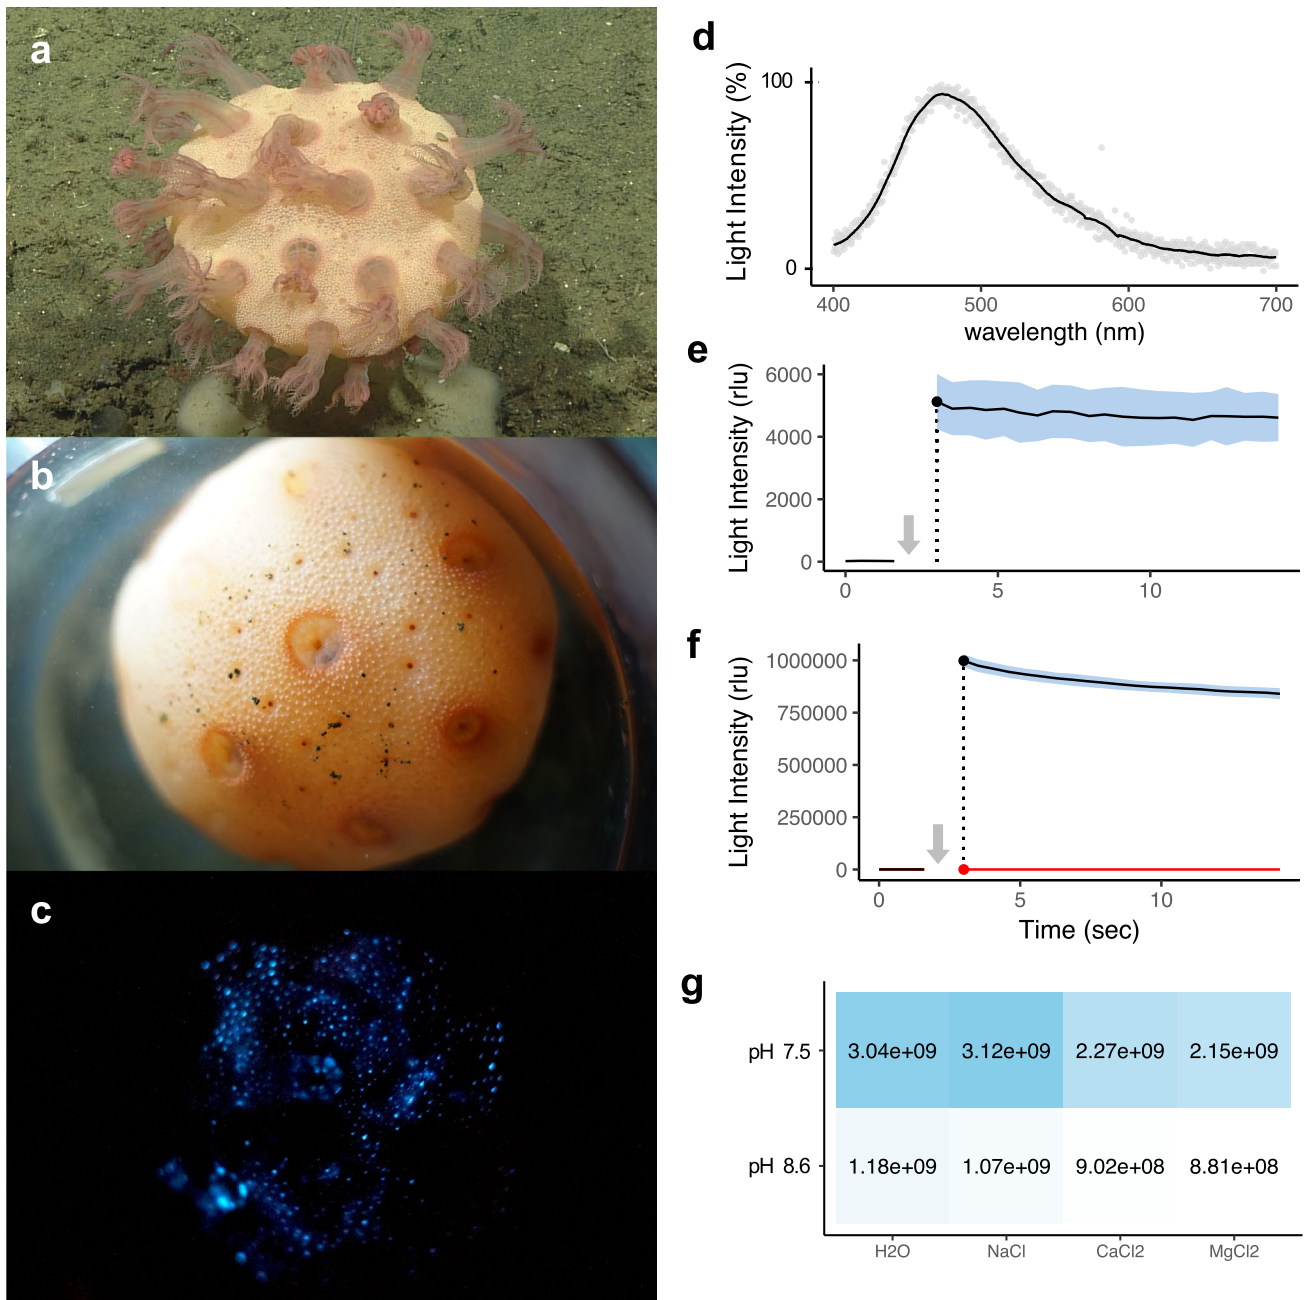 a
b
c
d
Light Intensity (%)
100
0
400 500 600 700
wavelength (nm)
e
Light Intensity (rlu)
6000
4000
2000
0
0 5 10
f
Light Intensity (rlu)
1000000
750000
500000
250000
0
0 5 10
Time (sec)
g
pH 7.5 3.04e+09 3.12e+09 2.27e+09 2.15e+09
pH 8.6 1.18e+09 1.07e+09 9.02e+08 8.81e+08
H2O NaCl CaCl2 MgCl2